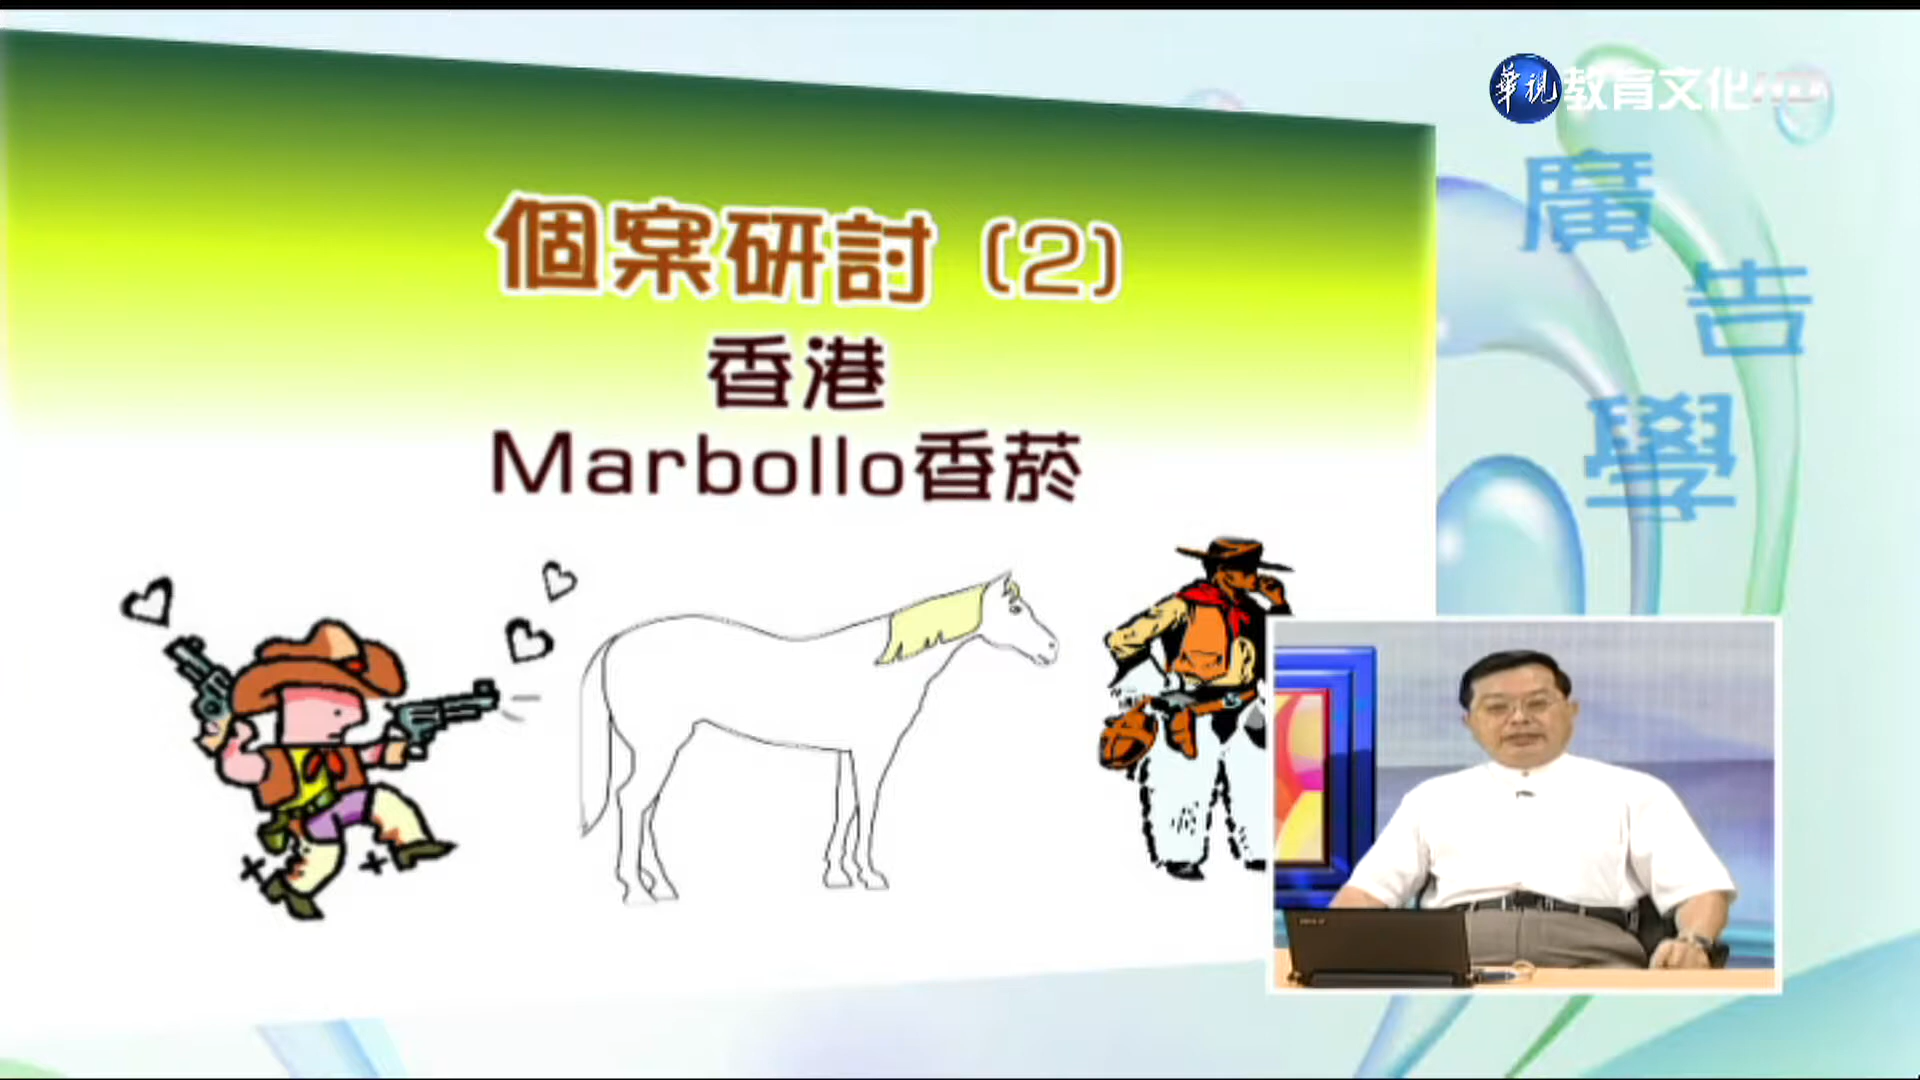 華視 教育文化
廣告學
個案研討 (2)
香港
Marbollo香菸